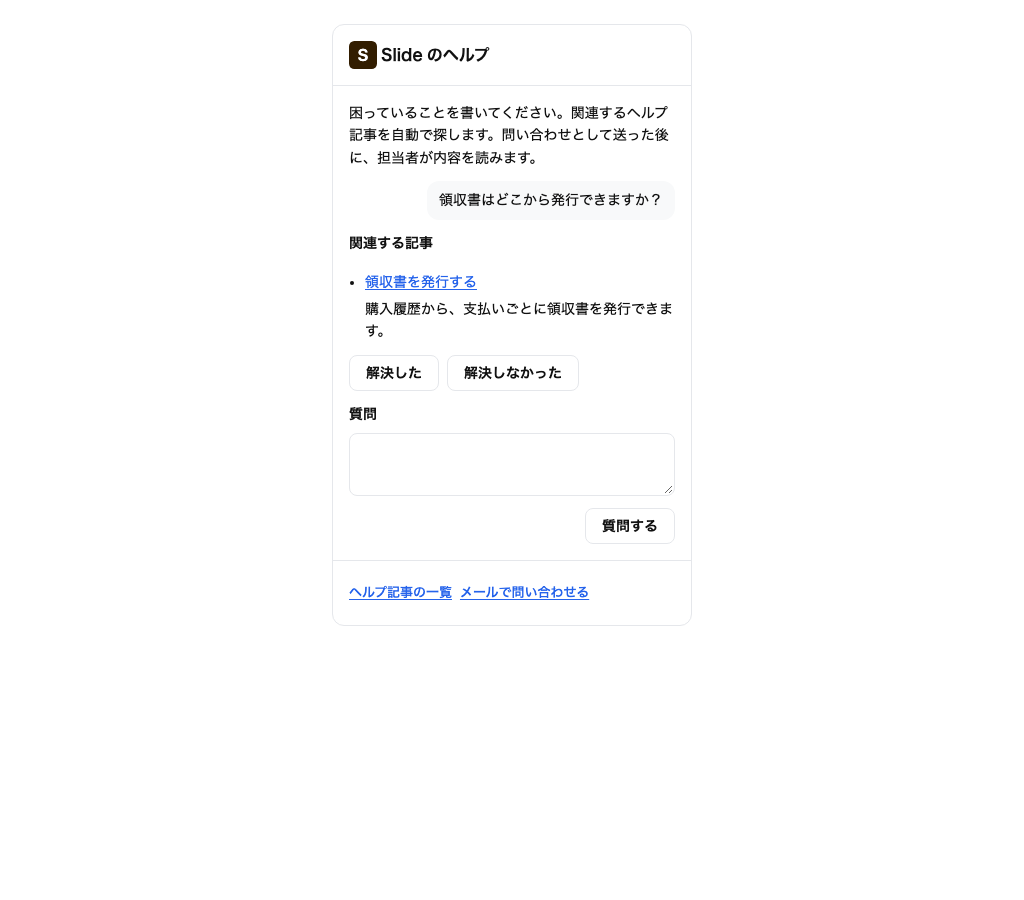 S Slide のヘルプ
困っていることを書いてください。関連するヘルプ
記事を自動で探します。問い合わせとして送った後
に、担当者が内容を読みます。
領収書はどこから発行できますか？
関連する記事
領収書を発行する
購入履歴から、支払いごとに領収書を発行できま
す。
解決した 解決しなかった
質問
質問する
ヘルプ記事の一覧 メールで問い合わせる